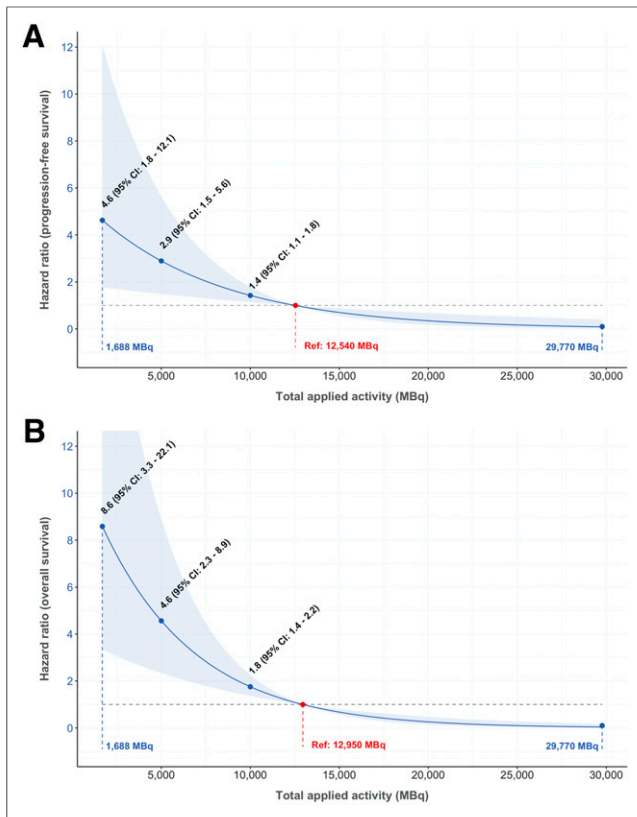 A
Hazard ratio (progression-free survival)
12
10
8
6
4
2
0
4.6 (95% CI: 1.8 - 12.1)
2.9 (95% CI: 1.5 - 5.6)
1.4 (95% CI: 1.1 - 1.8)
1,688 MBq
Ref: 12,540 MBq
29,770 MBq
5,000 10,000 15,000 20,000 25,000 30,000
Total applied activity (MBq)
B
Hazard ratio (overall survival)
12
10
8
6
4
2
0
8.6 (95% CI: 3.3 - 22.1)
4.6 (95% CI: 2.3 - 8.9)
1.8 (95% CI: 1.4 - 2.2)
1,688 MBq
Ref: 12,950 MBq
29,770 MBq
5,000 10,000 15,000 20,000 25,000 30,000
Total applied activity (MBq)